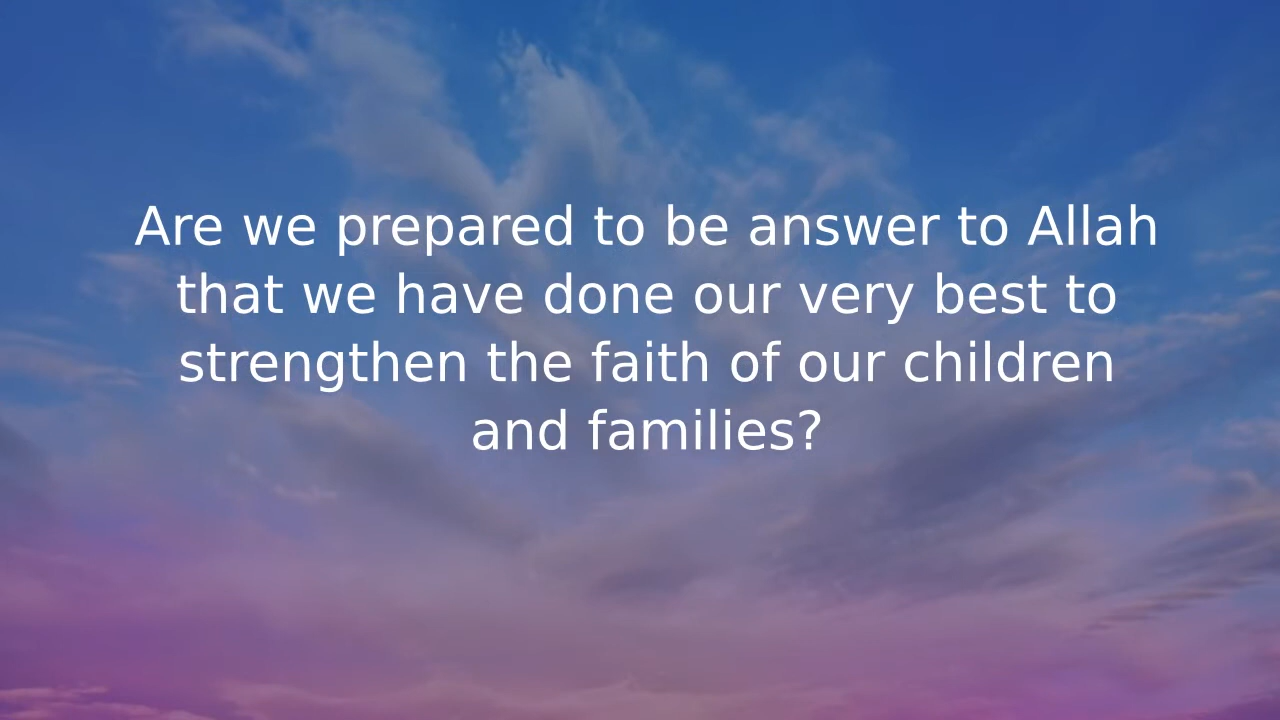 Are we prepared to be answer to Allah
that we have done our very best to
strengthen the faith of our children
and families?